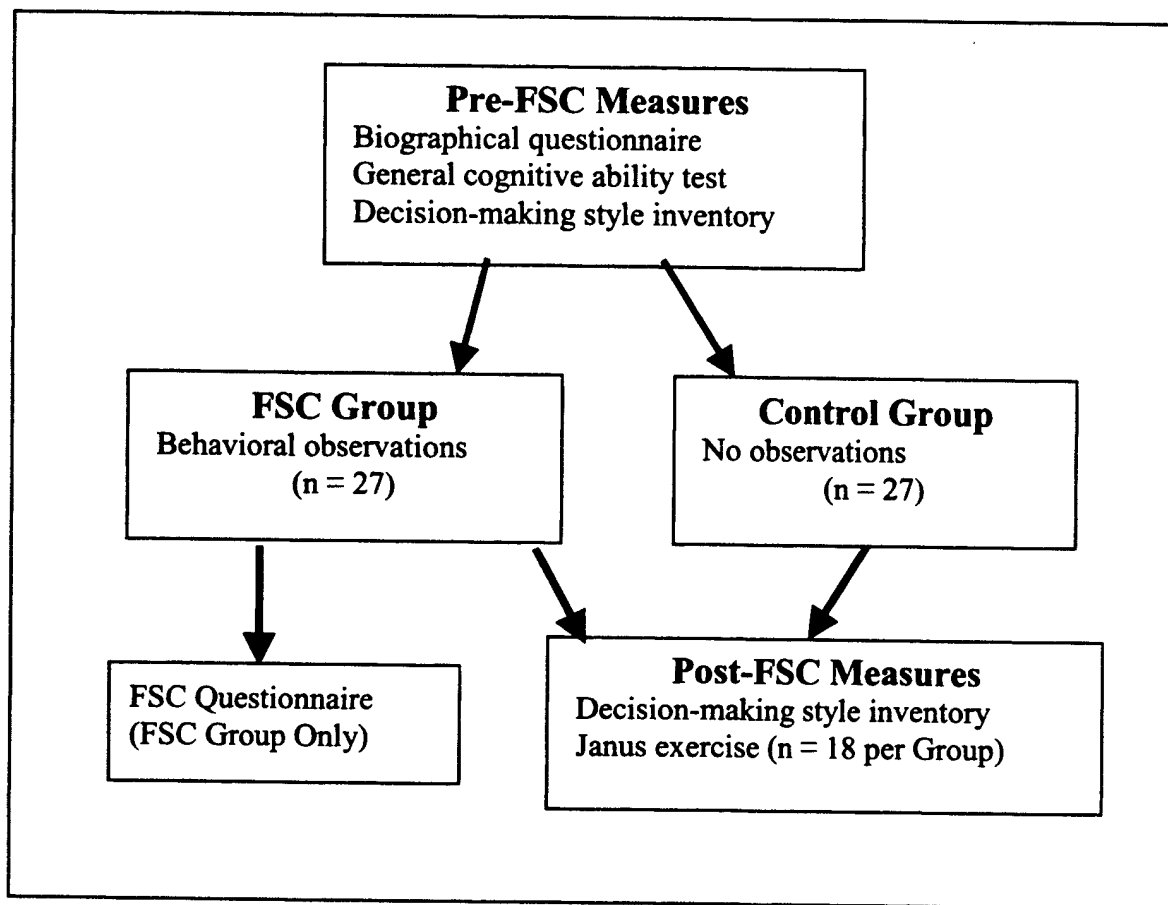 Pre-FSC Measures
Biographical questionnaire
General cognitive ability test
Decision-making style inventory
FSC Group
Behavioral observations
(n = 27)
Control Group
No observations
(n = 27)
FSC Questionnaire
(FSC Group Only)
Post-FSC Measures
Decision-making style inventory
Janus exercise (n = 18 per Group)